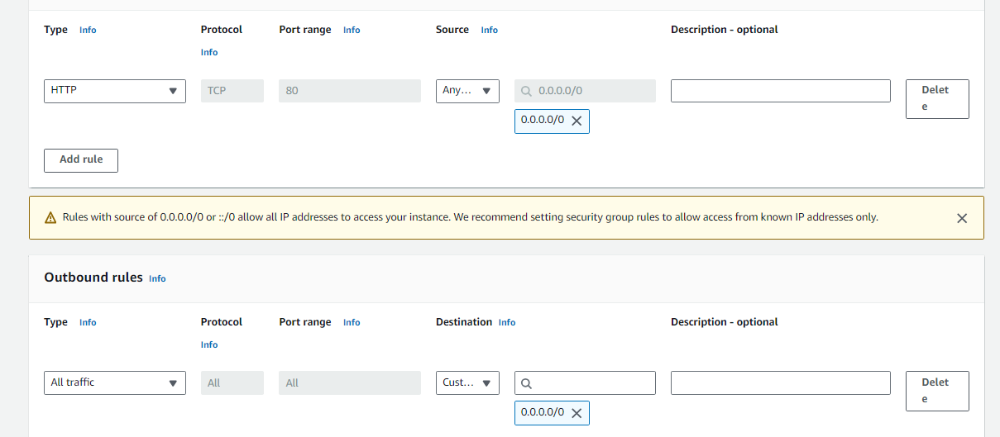 Type Info Protocol Port range Info Source Info Description - optional
Info
HTTP TCP 80 Any... 0.0.0.0/0 Delet
e
0.0.0.0/0
Add rule
Rules with source of 0.0.0.0/0 or ::/0 allow all IP addresses to access your instance. We recommend setting security group rules to allow access from known IP addresses only.
Outbound rules Info
Type Info Protocol Port range Info Destination Info Description - optional
Info
All traffic All All Cust... Delet
e
0.0.0.0/0